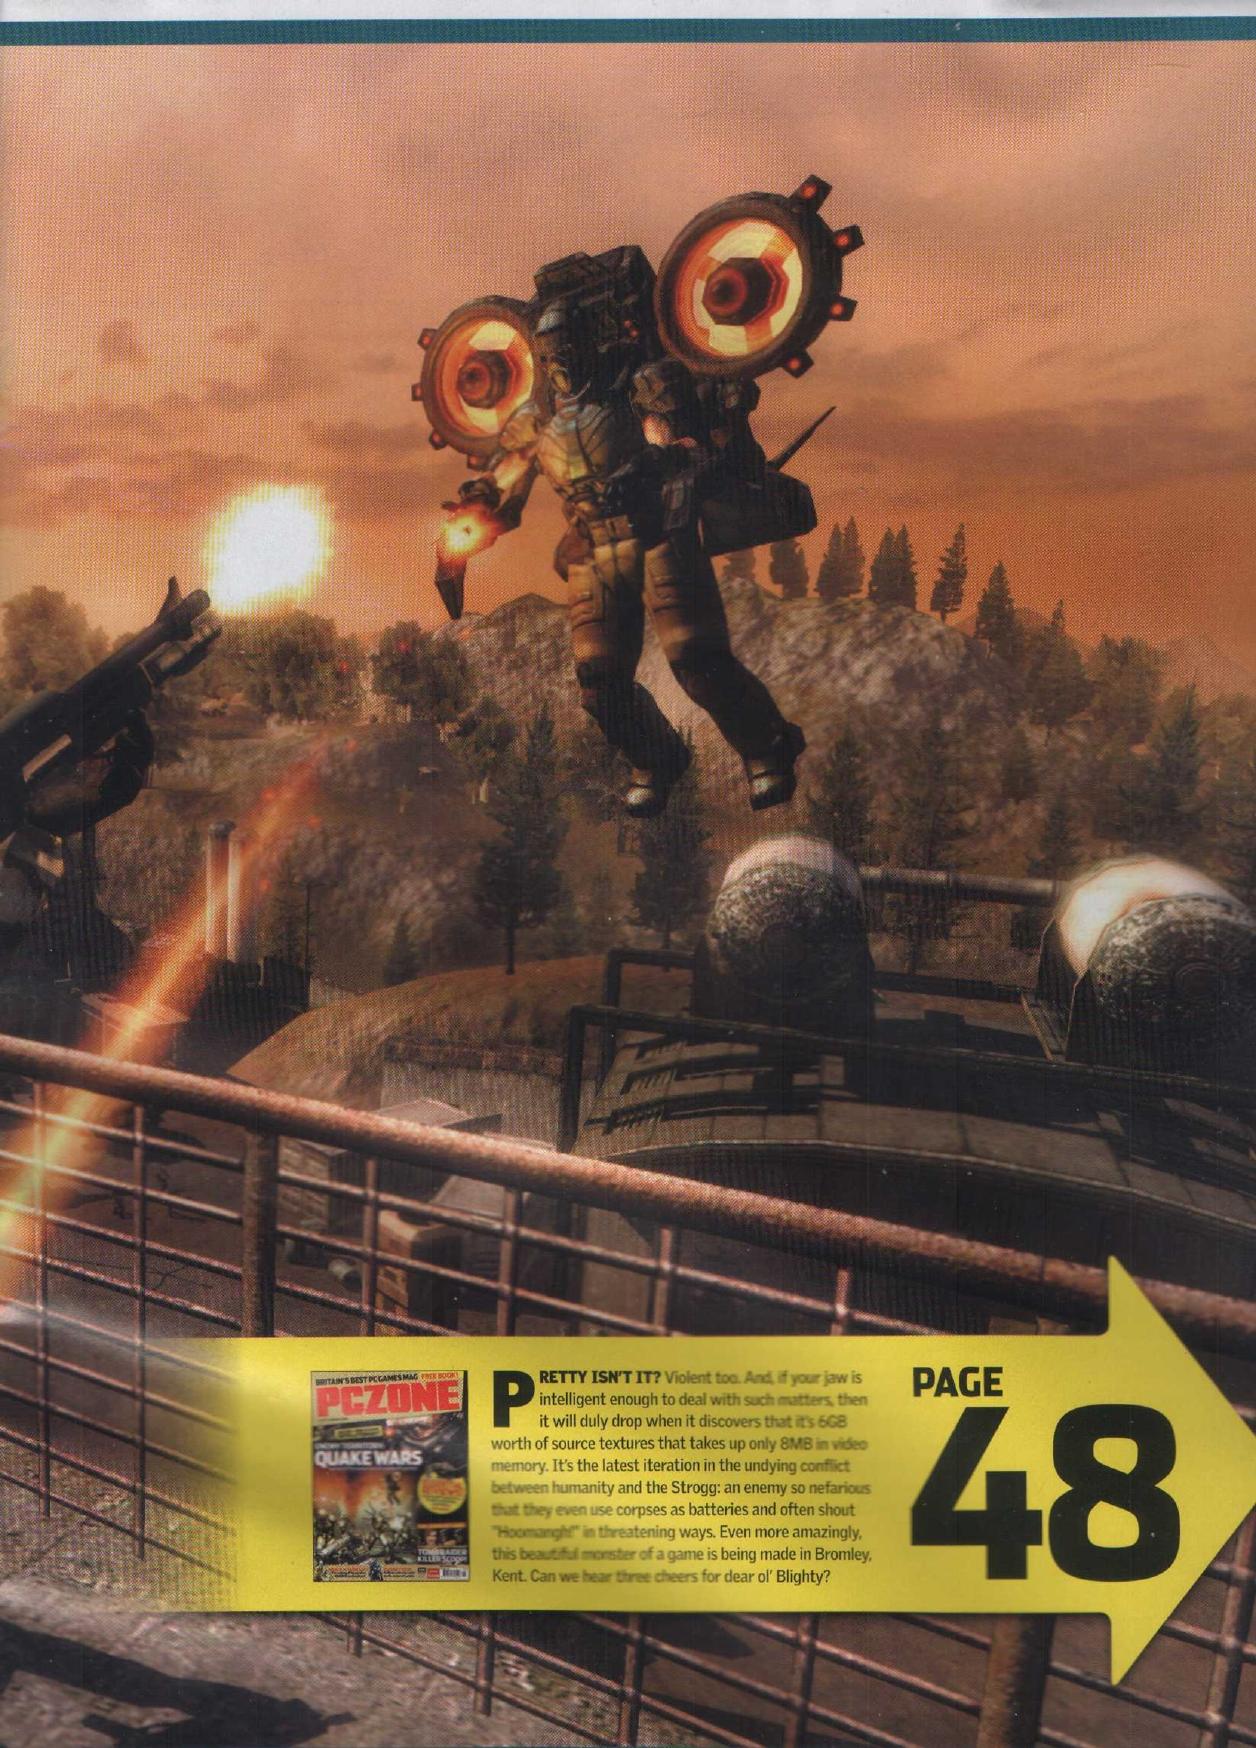 BRITAIN'S BEST PC GAMES MAG FREE BOOK!
PCZONE
QUAKE WARS
TOMB RAIDER
KILLER SCOOP!
PRETTY ISN'T IT? Violent too. And, if your jaw is
intelligent enough to deal with such matters, then
it will duly drop when it discovers that it's 6GB
worth of source textures that takes up only 8MB in video
memory. It's the latest iteration in the undying conflict
between humanity and the Strogg: an enemy so nefarious
that they even use corpses as batteries and often shout
"Hoomangh!" in threatening ways. Even more amazingly,
this beautiful monster of a game is being made in Bromley,
Kent. Can we hear three cheers for dear ol' Blighty?
PAGE
48